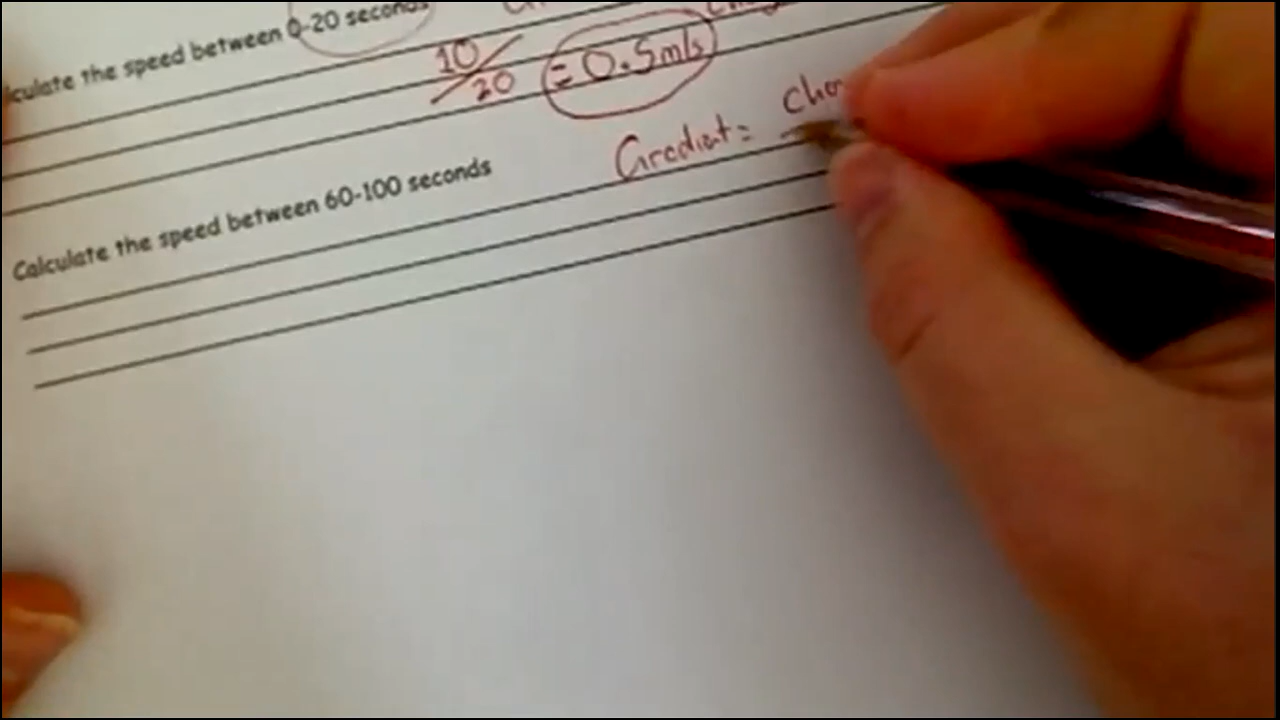 lculate the speed between 0-20 seconds
10/20 = 0.5m/s
Gradient =
Calculate the speed between 60-100 seconds